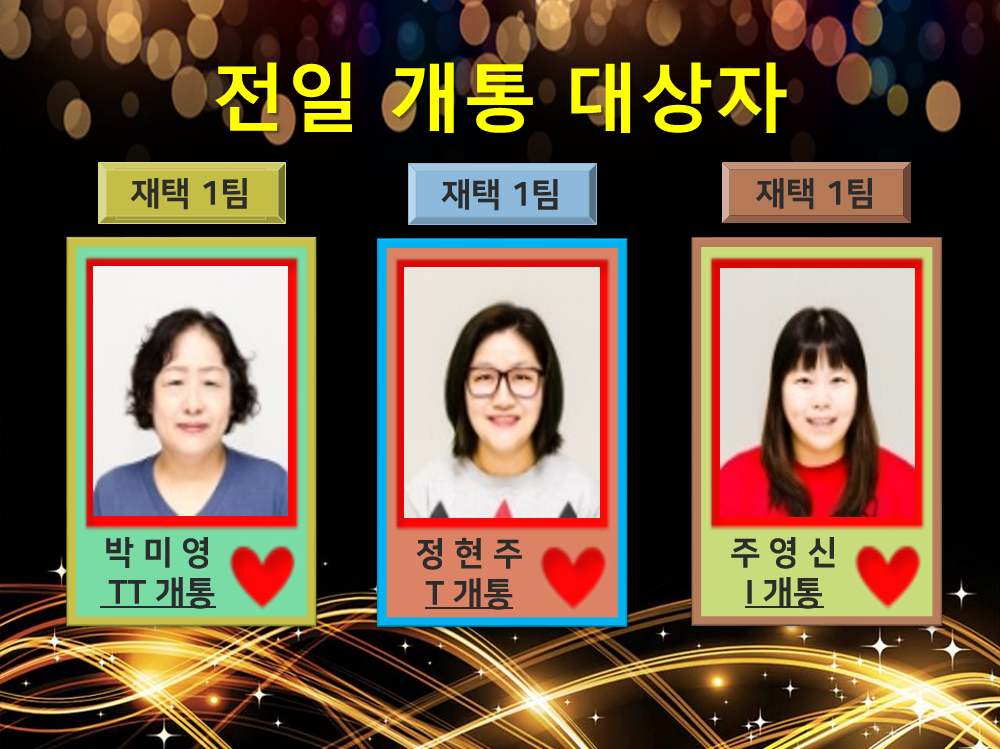 전일 개통 대상자
재택 1팀
재택 1팀
재택 1팀
박 미 영
TT 개통
정 현 주
T 개통
주 영 신
I 개통